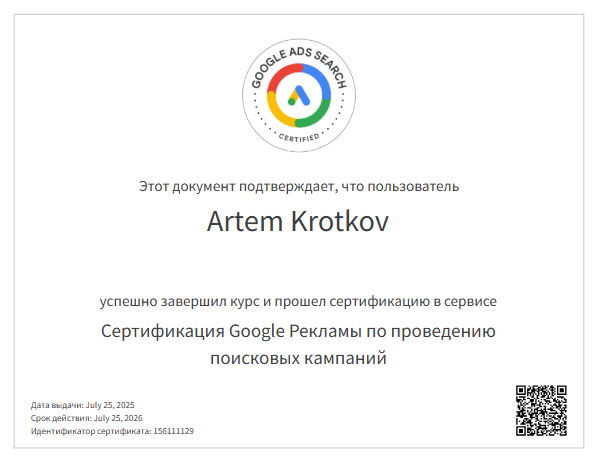 GOOGLE ADS SEARCH
CERTIFIED
Этот документ подтверждает, что пользователь
Artem Krotkov
успешно завершил курс и прошел сертификацию в сервисе
Сертификация Google Рекламы по проведению
поисковых кампаний
Дата выдачи: July 25, 2025
Срок действия: July 25, 2026
Идентификатор сертификата: 156111129